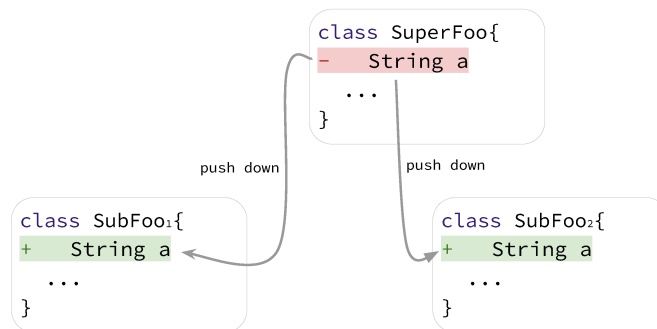 class SuperFoo{
-   String a
...
}
push down
push down
class SubFoo₁{
+   String a
...
}
class SubFoo₂{
+   String a
...
}